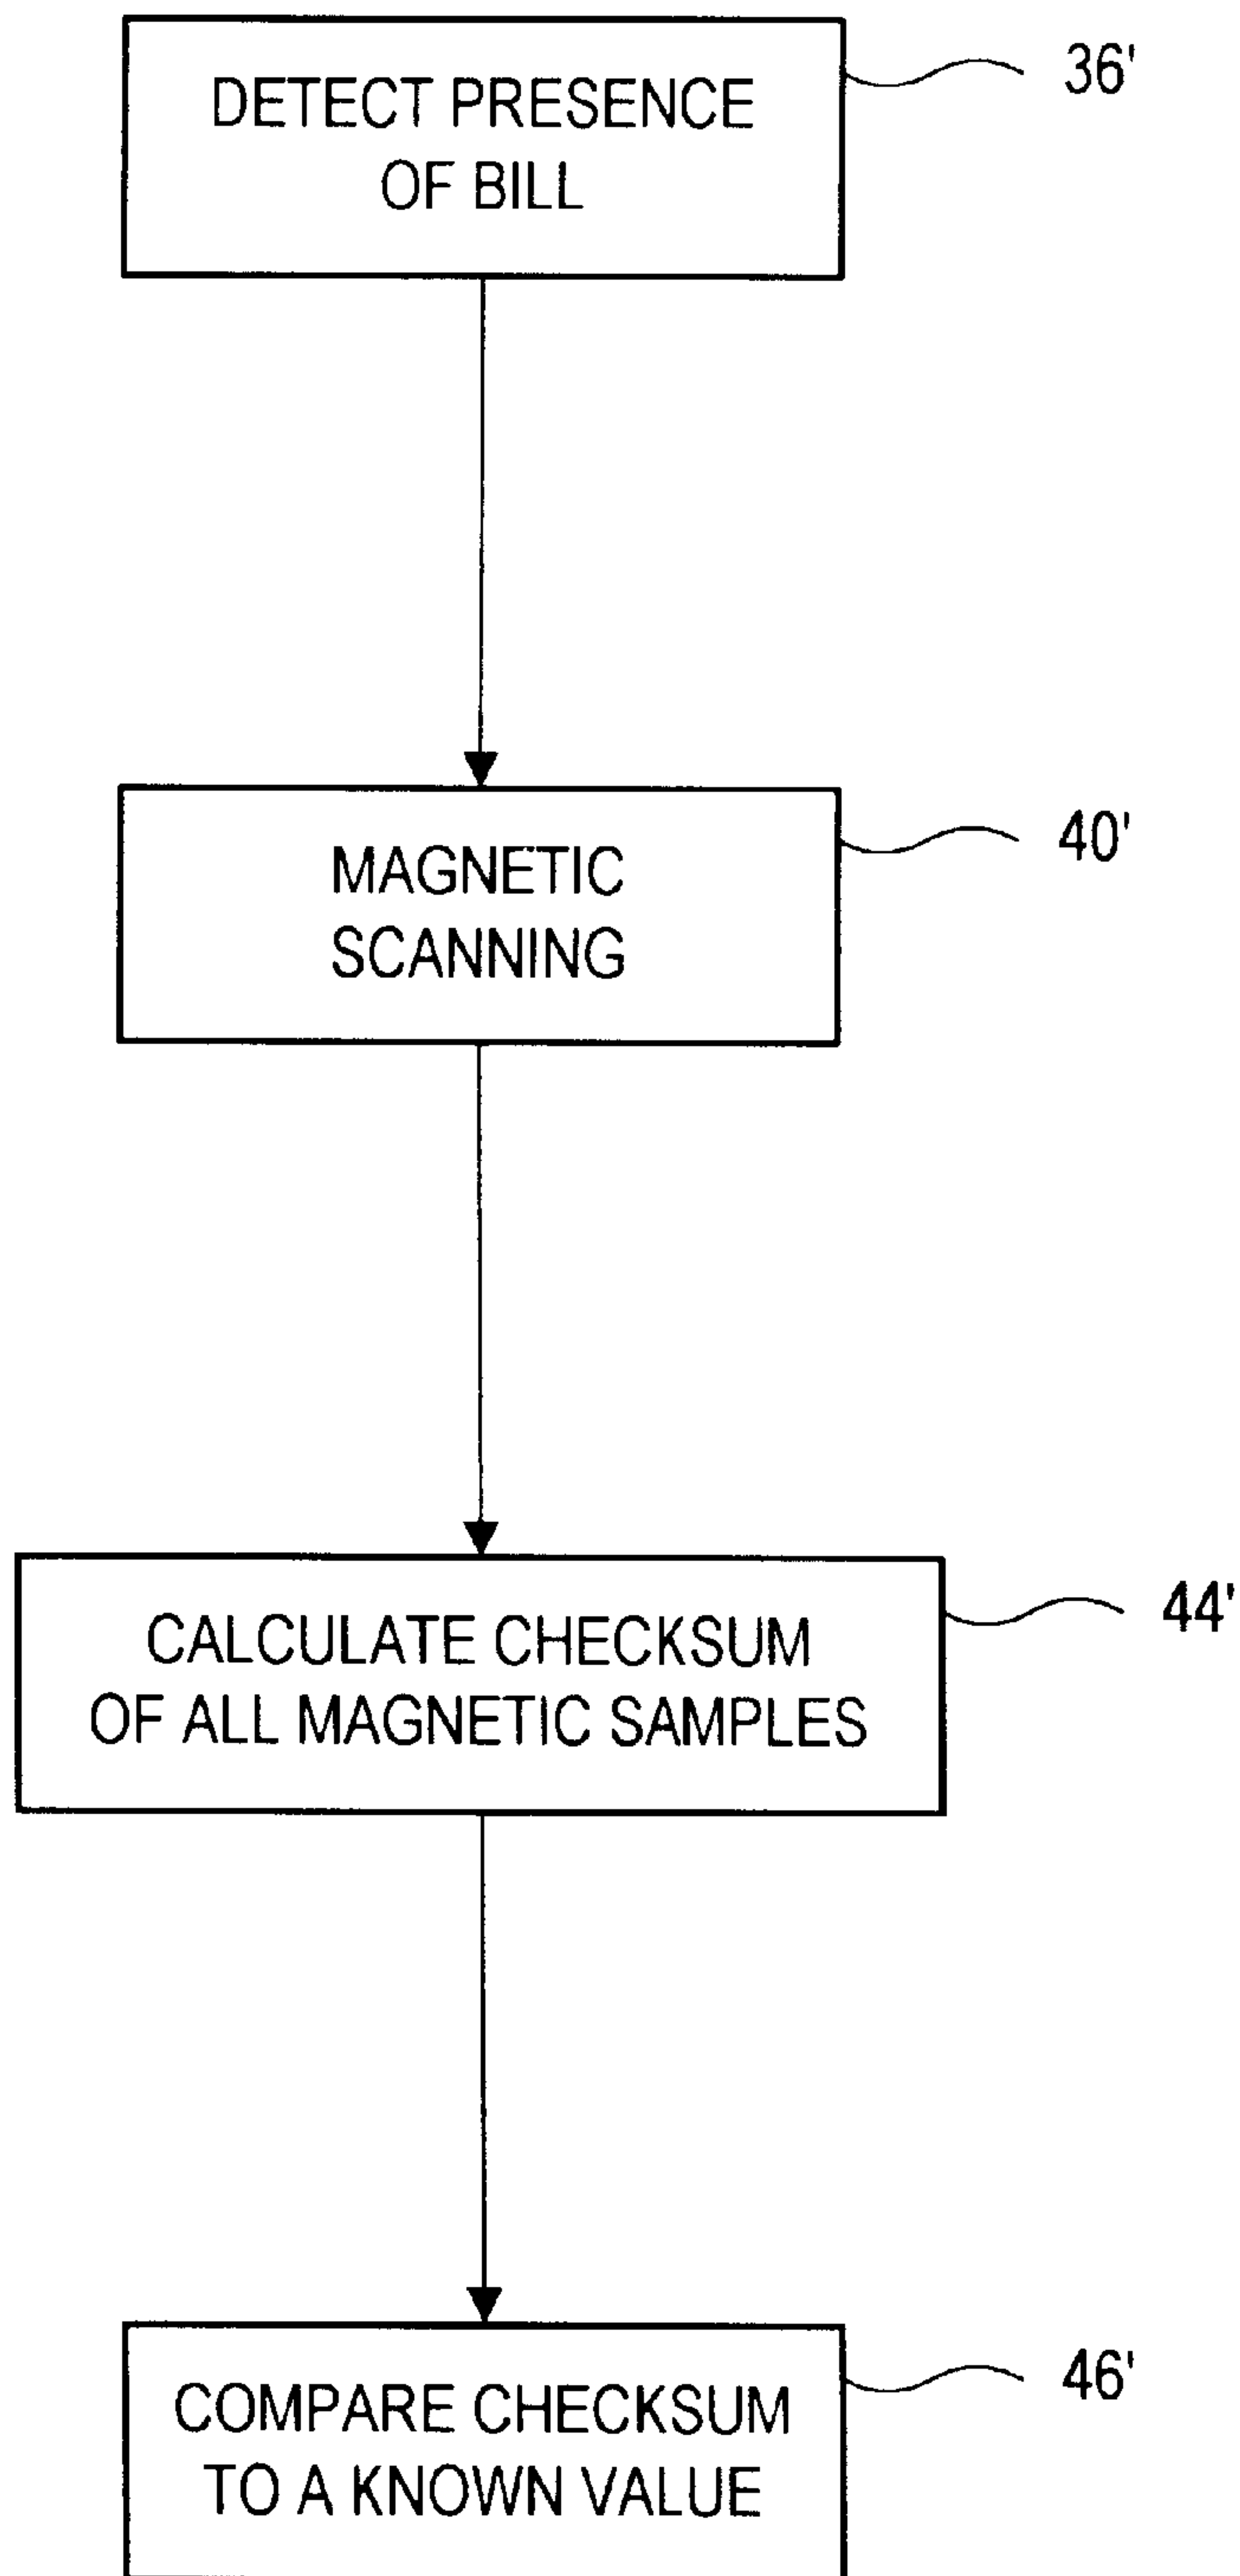 DETECT PRESENCE
OF BILL
36'
MAGNETIC
SCANNING
40'
CALCULATE CHECKSUM
OF ALL MAGNETIC SAMPLES
44'
COMPARE CHECKSUM
TO A KNOWN VALUE
46'